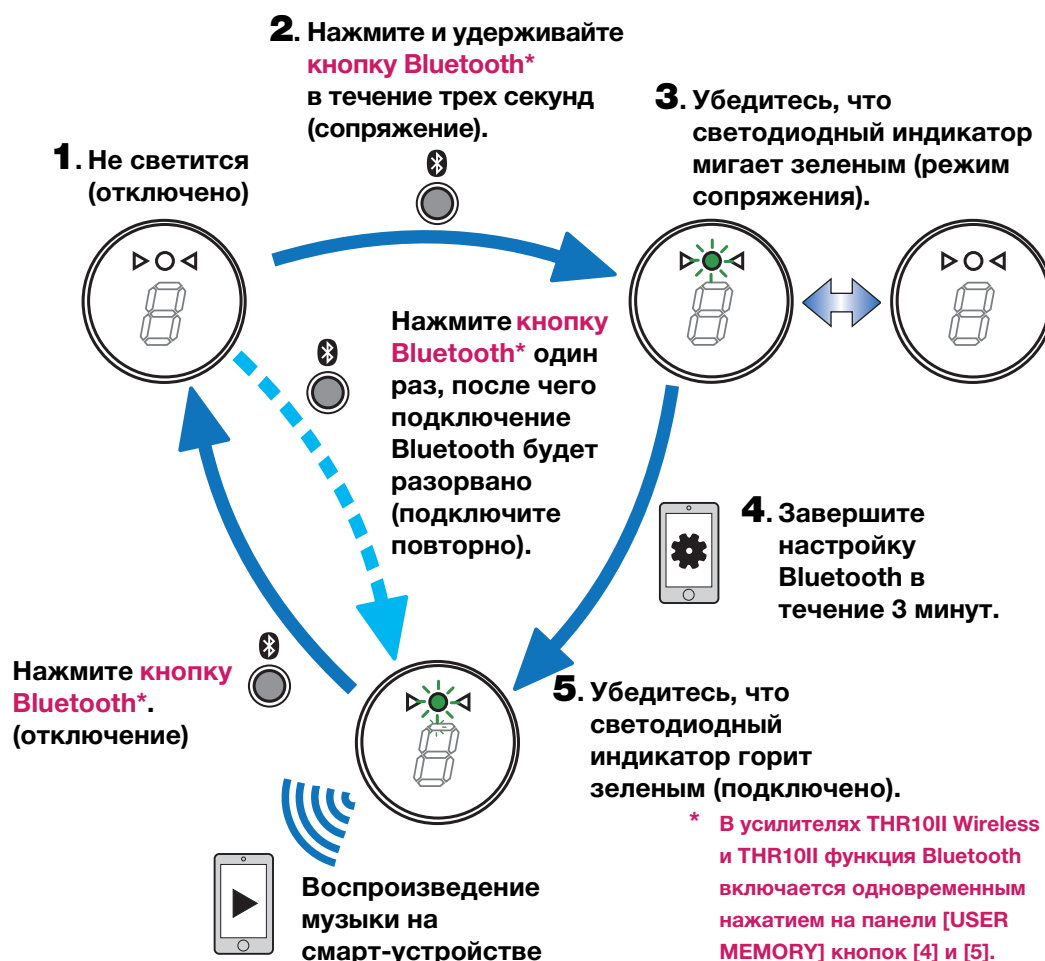 2. Нажмите и удерживайте
кнопку Bluetooth*
в течение трех секунд
(сопряжение).
3. Убедитесь, что
светодиодный индикатор
мигает зеленым (режим
сопряжения).
1. Не светится
(отключено)
Нажмите кнопку
Bluetooth* один
раз, после чего
подключение
Bluetooth будет
разорвано
(подключите
повторно).
4. Завершите
настройку
Bluetooth в
течение 3 минут.
Нажмите кнопку
Bluetooth*.
(отключение)
5. Убедитесь, что
светодиодный
индикатор горит
зеленым (подключено).
* В усилителях THR10II Wireless
и THR10II функция Bluetooth
включается одновременным
нажатием на панели [USER
MEMORY] кнопок [4] и [5].
Воспроизведение
музыки на
смарт-устройстве